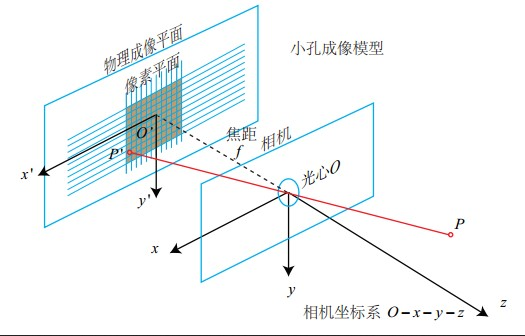 物理成像平面
小孔成像模型
像素平面
O'
焦距
f
相机
P'
x'
光心O
y'
P
x
y
z
相机坐标系 O－x－y－z